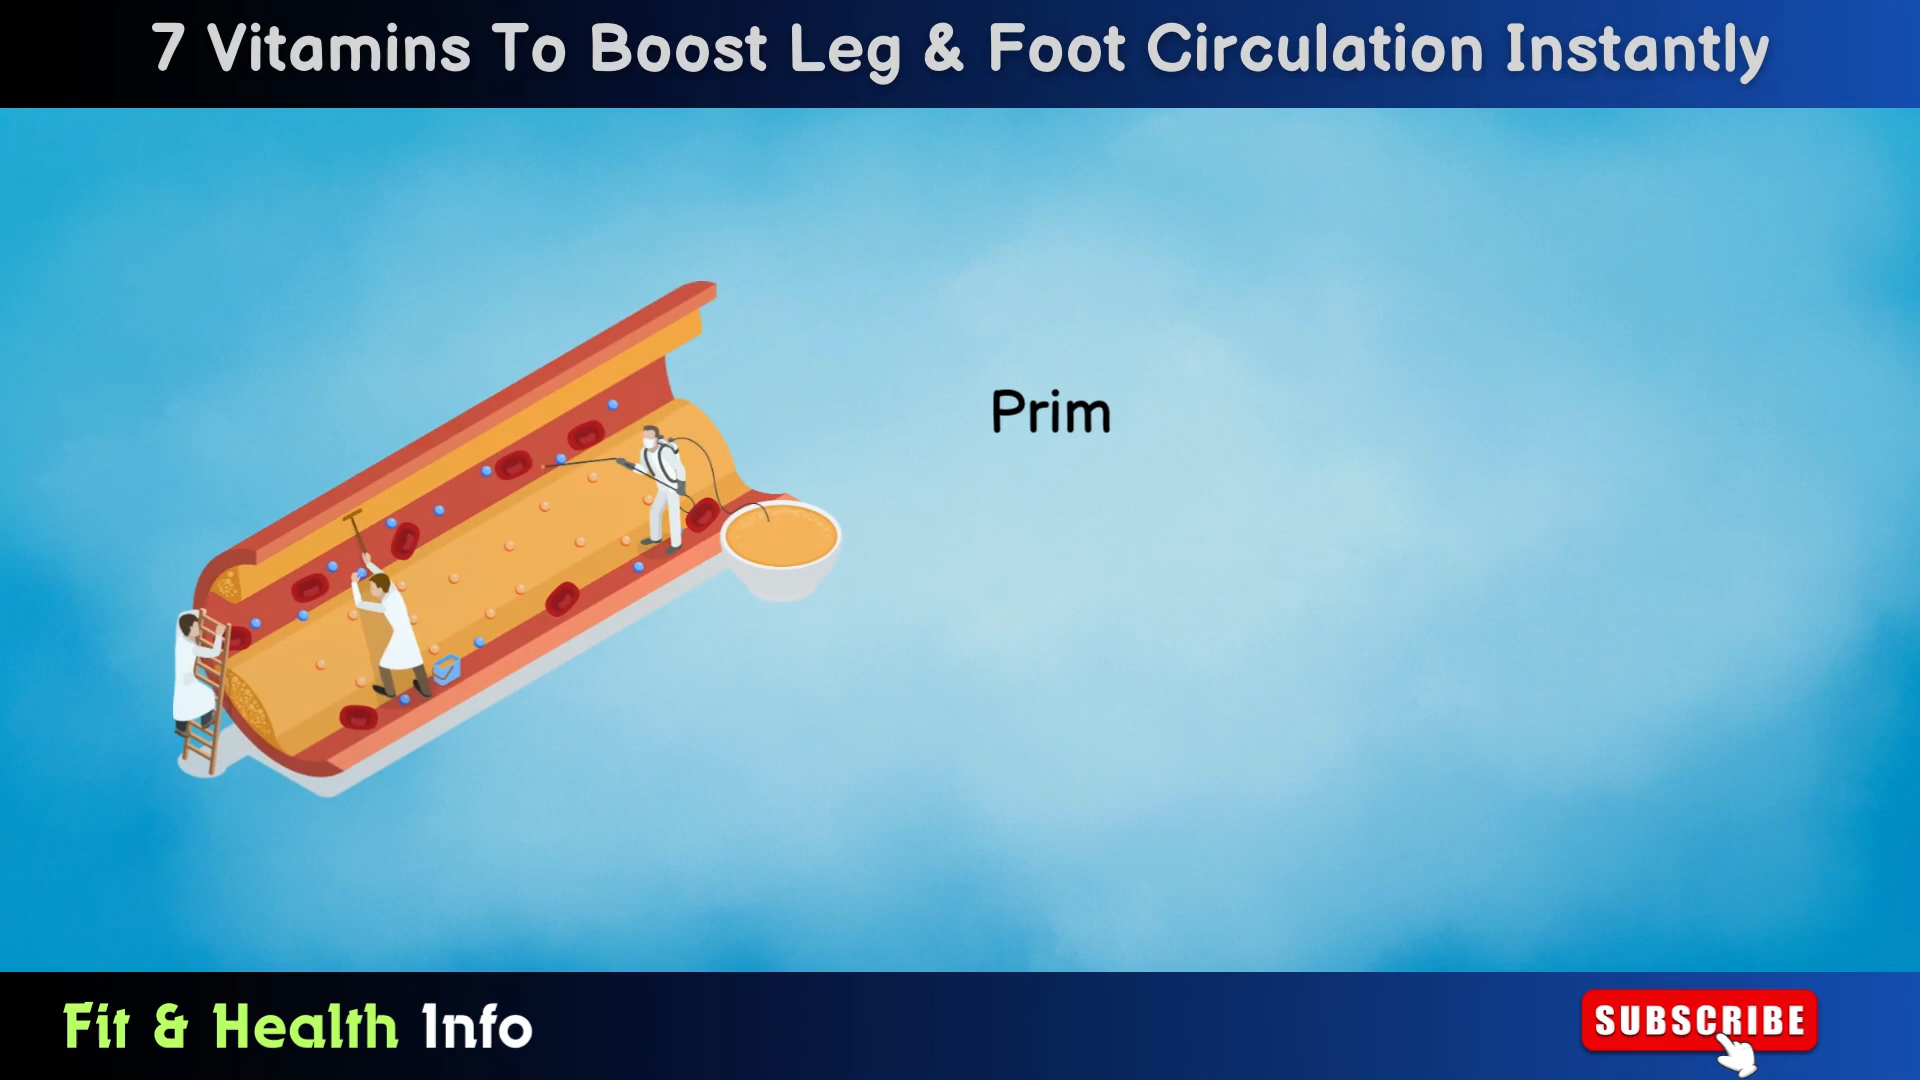 7 Vitamins To Boost Leg & Foot Circulation Instantly
Prim
Fit & Health Info
SUBSCRIBE